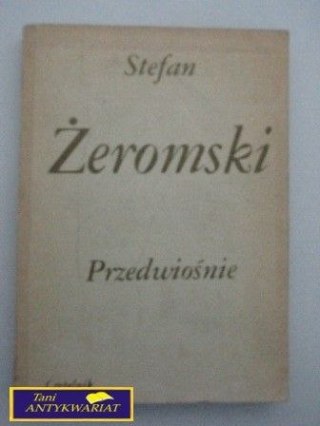 Stefan
Żeromski
Przedwiośnie
Tani
ANTYKWARIAT